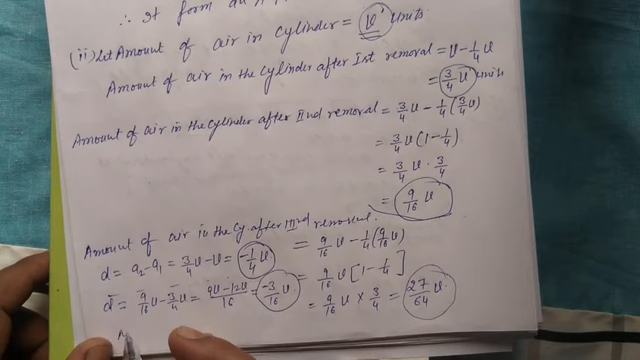 ∴ It form an A.P.
(ii) Let Amount of air in cylinder = v units
Amount of air in the cylinder after Ist removal = v - 1/4 v
= 3/4 v units
Amount of air in the cylinder after IInd removal = 3/4 v - 1/4 (3/4 v)
= 3/4 v (1 - 1/4)
= 3/4 v · 3/4
= 9/16 v
Amount of air in the Cy. after IIIrd removal.
= 9/16 v - 1/4 (9/16 v)
d = a2 - a1 = 3/4 v - v = -1/4 v
= 9/16 v [1 - 1/4]
d = 9/16 v - 3/4 v = 9v - 12v / 16 = -3/16 v
= 9/16 v × 3/4 = 27/64 v